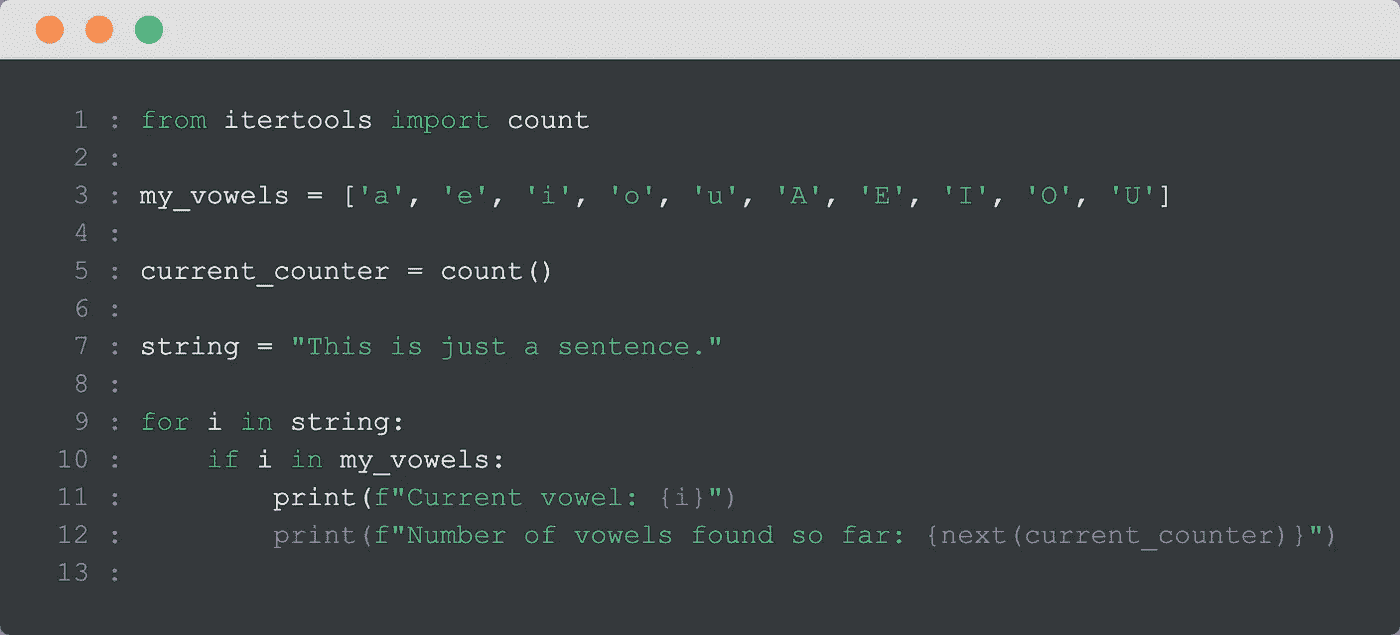 1 : from itertools import count
2 :
3 : my_vowels = ['a', 'e', 'i', 'o', 'u', 'A', 'E', 'I', 'O', 'U']
4 :
5 : current_counter = count()
6 :
7 : string = "This is just a sentence."
8 :
9 : for i in string:
10 :     if i in my_vowels:
11 :         print(f"Current vowel: {i}")
12 :         print(f"Number of vowels found so far: {next(current_counter)}")
13 :